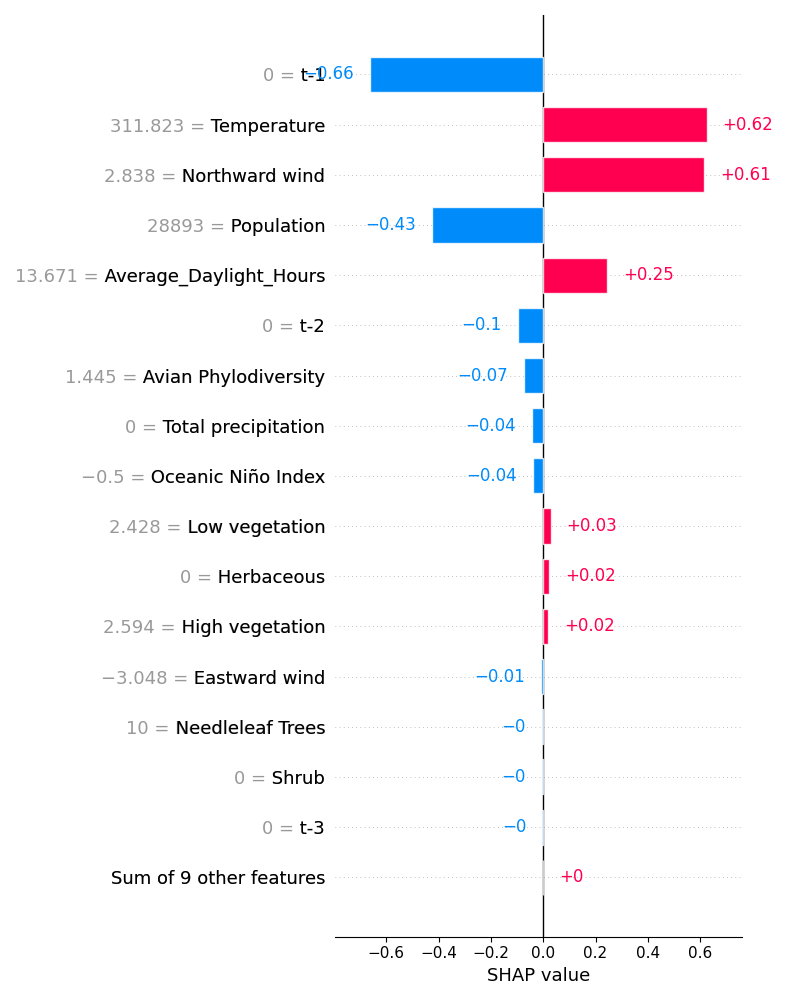 0 = t-1 −0.66
311.823 = Temperature +0.62
2.838 = Northward wind +0.61
28893 = Population −0.43
13.671 = Average_Daylight_Hours +0.25
0 = t-2 −0.1
1.445 = Avian Phylodiversity −0.07
0 = Total precipitation −0.04
−0.5 = Oceanic Niño Index −0.04
2.428 = Low vegetation +0.03
0 = Herbaceous +0.02
2.594 = High vegetation +0.02
−3.048 = Eastward wind −0.01
10 = Needleleaf Trees −0
0 = Shrub −0
0 = t-3 −0
Sum of 9 other features +0
−0.6 −0.4 −0.2 0.0 0.2 0.4 0.6
SHAP value